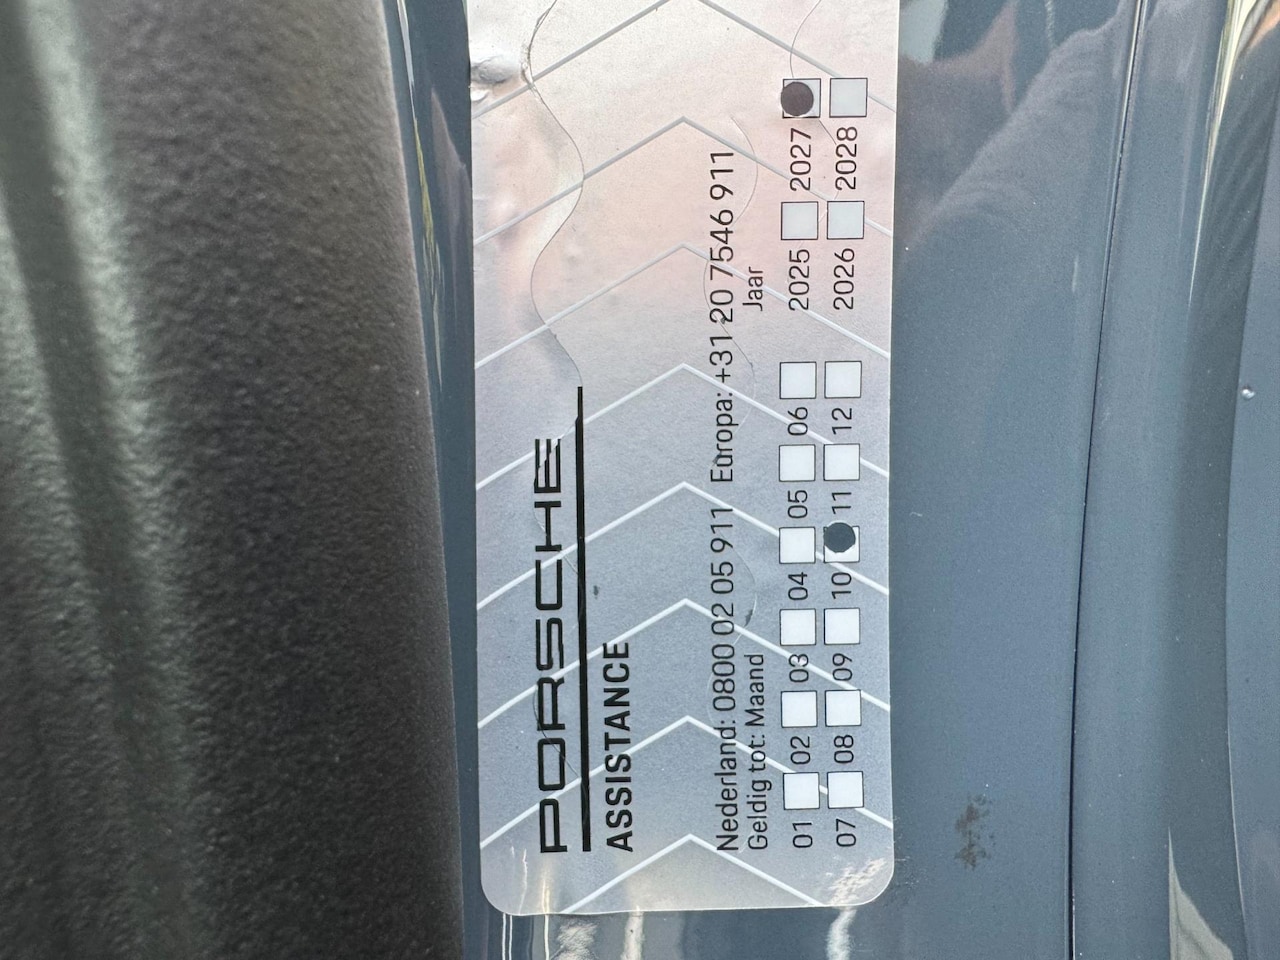 PORSCHE
ASSISTANCE
Nederland: 0800 02 05 911 Europa: +31 20 7546 911
Geldig tot: Maand Jaar
01 02 03 04 05 06 2025 2027
07 08 09 10 11 12 2026 2028